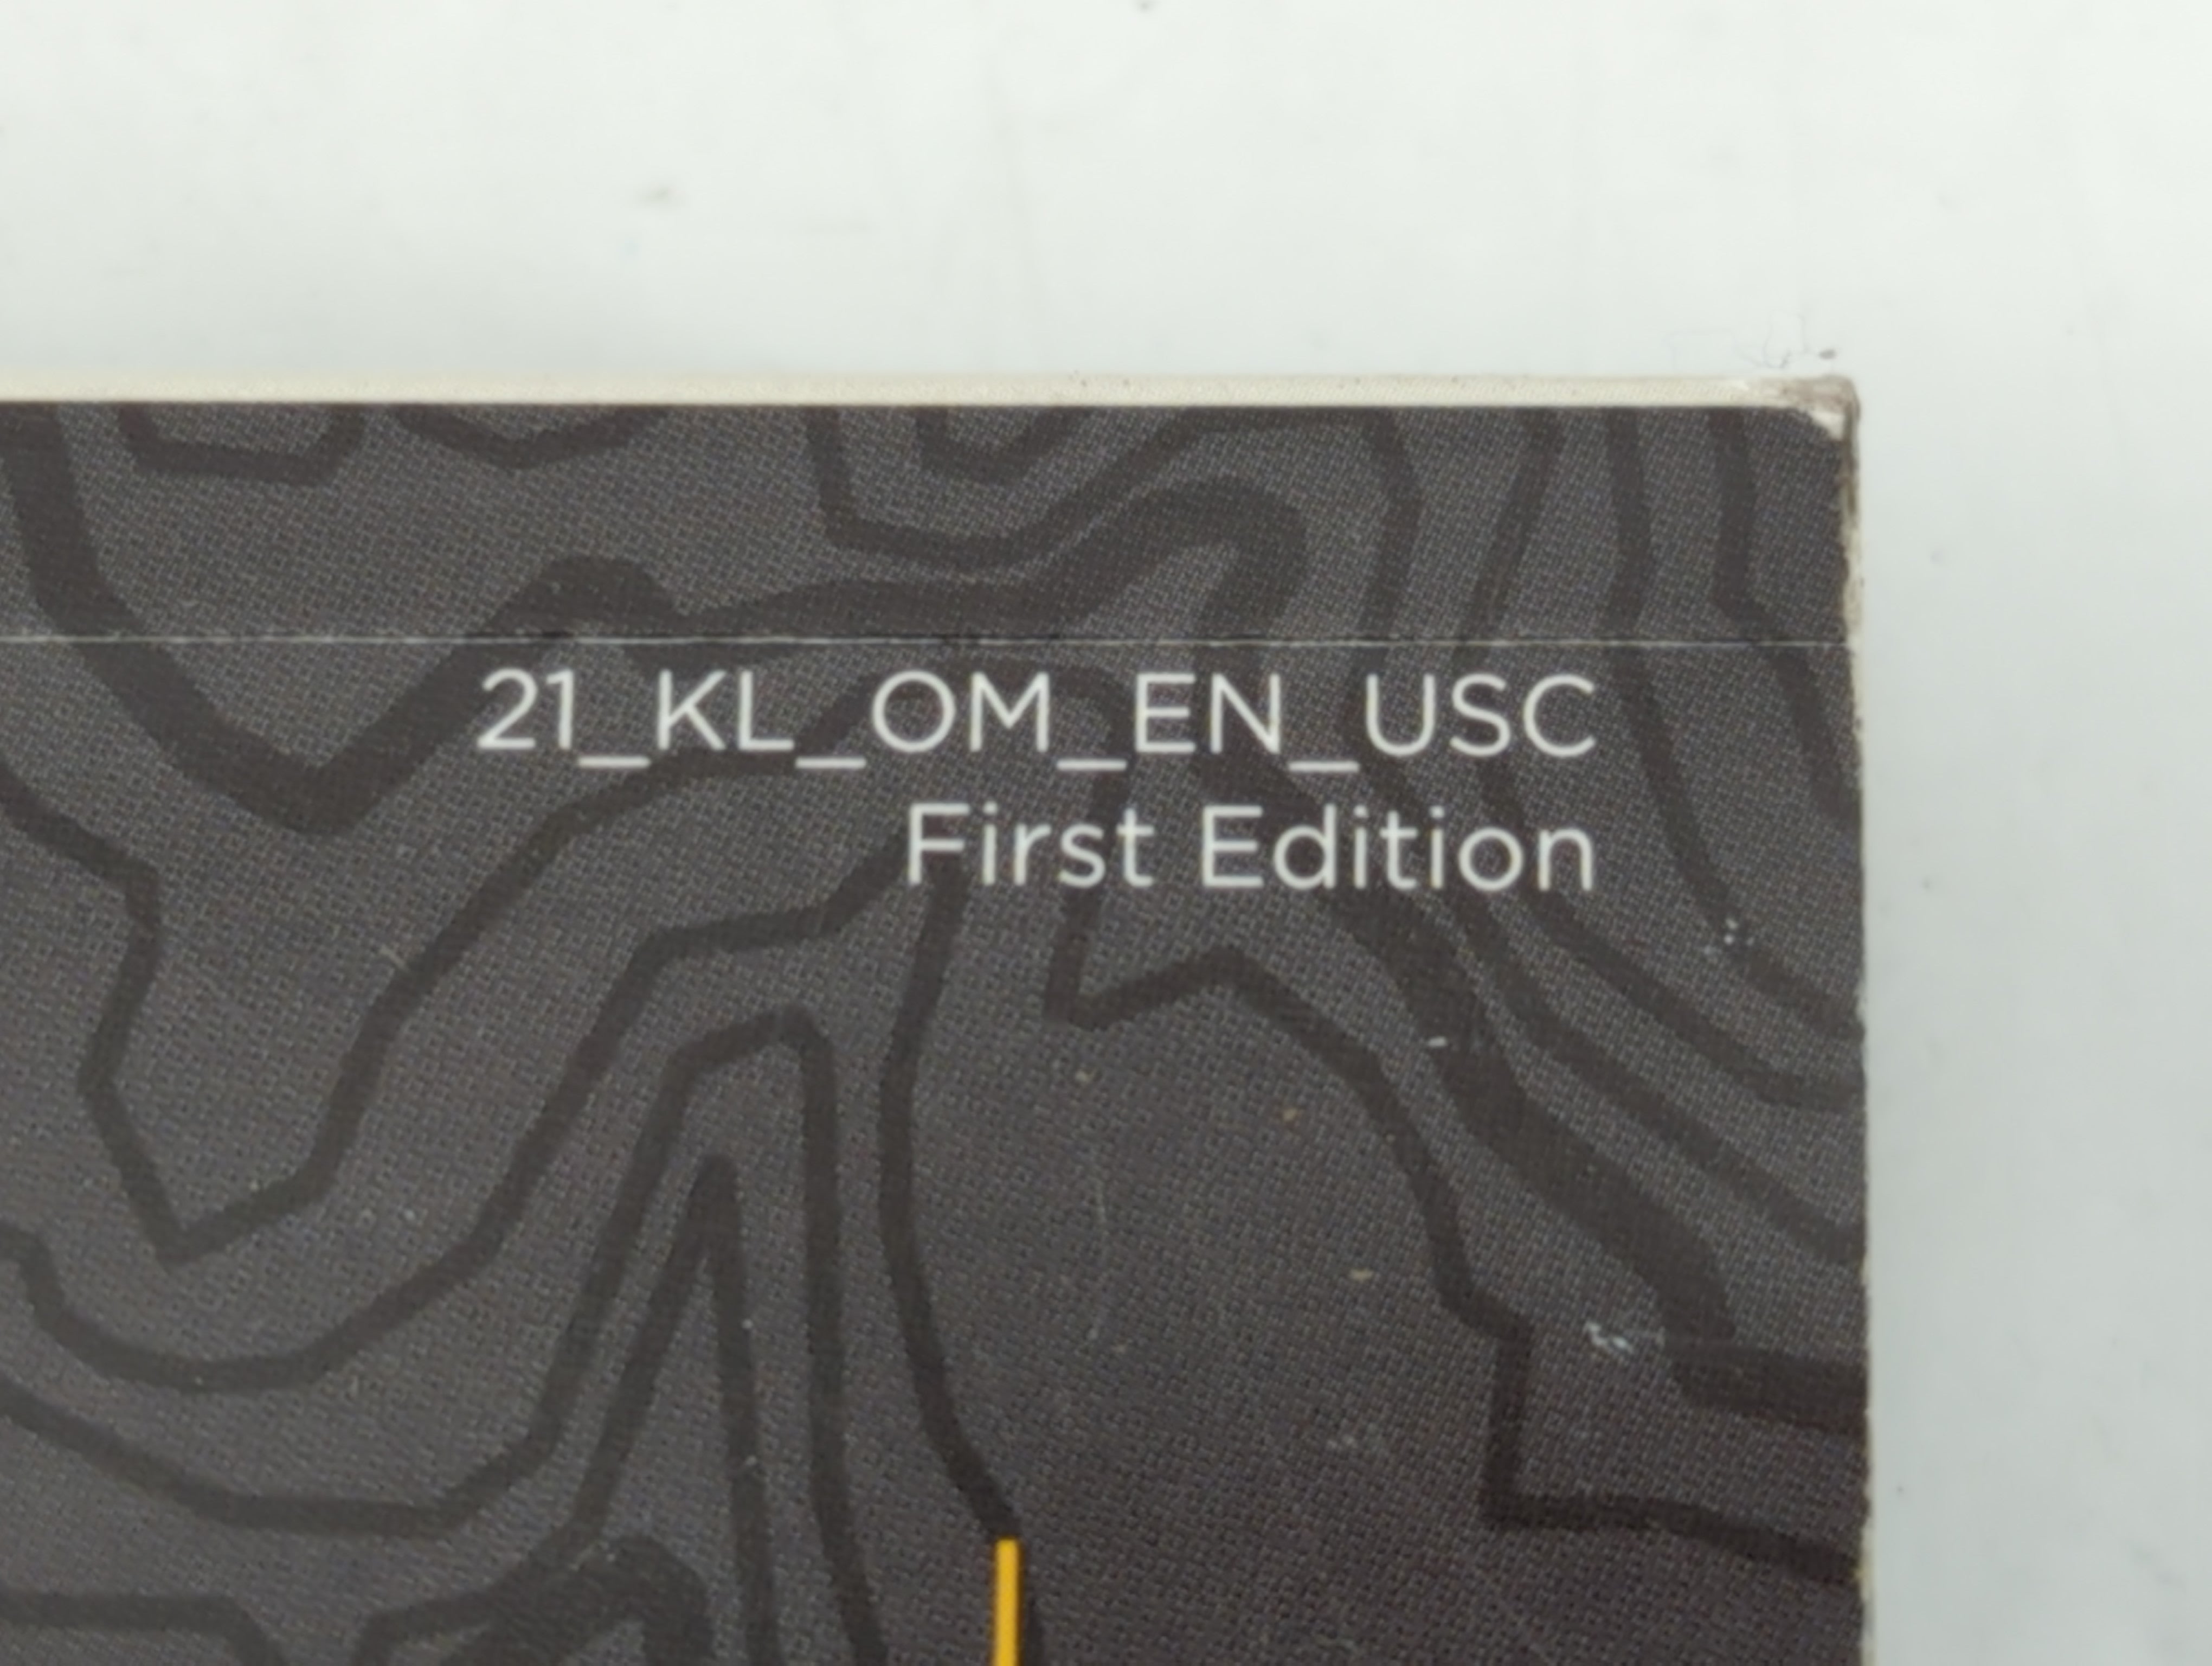 21_KL_OM_EN_USC
First Edition